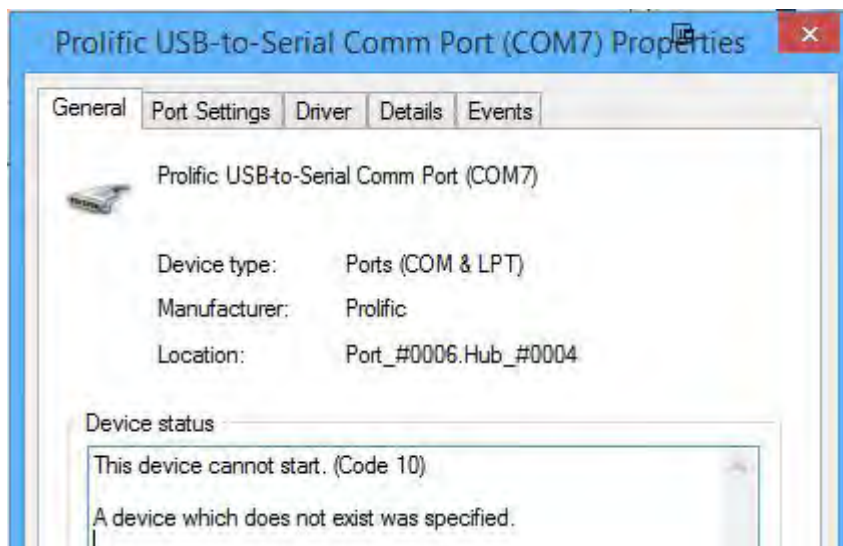 Prolific USB-to-Serial Comm Port (COM7) Properties
General Port Settings Driver Details Events
Prolific USB-to-Serial Comm Port (COM7)
Device type: Ports (COM & LPT)
Manufacturer: Prolific
Location: Port_#0006.Hub_#0004
Device status
This device cannot start. (Code 10)
A device which does not exist was specified.